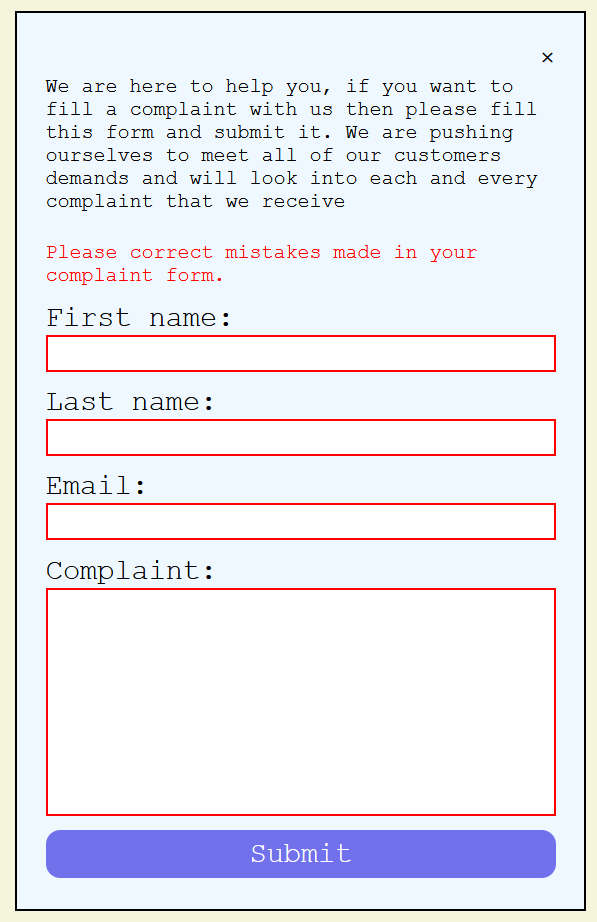 ×
We are here to help you, if you want to
fill a complaint with us then please fill
this form and submit it. We are pushing
ourselves to meet all of our customers
demands and will look into each and every
complaint that we receive
Please correct mistakes made in your
complaint form.
First name:
Last name:
Email:
Complaint:
Submit